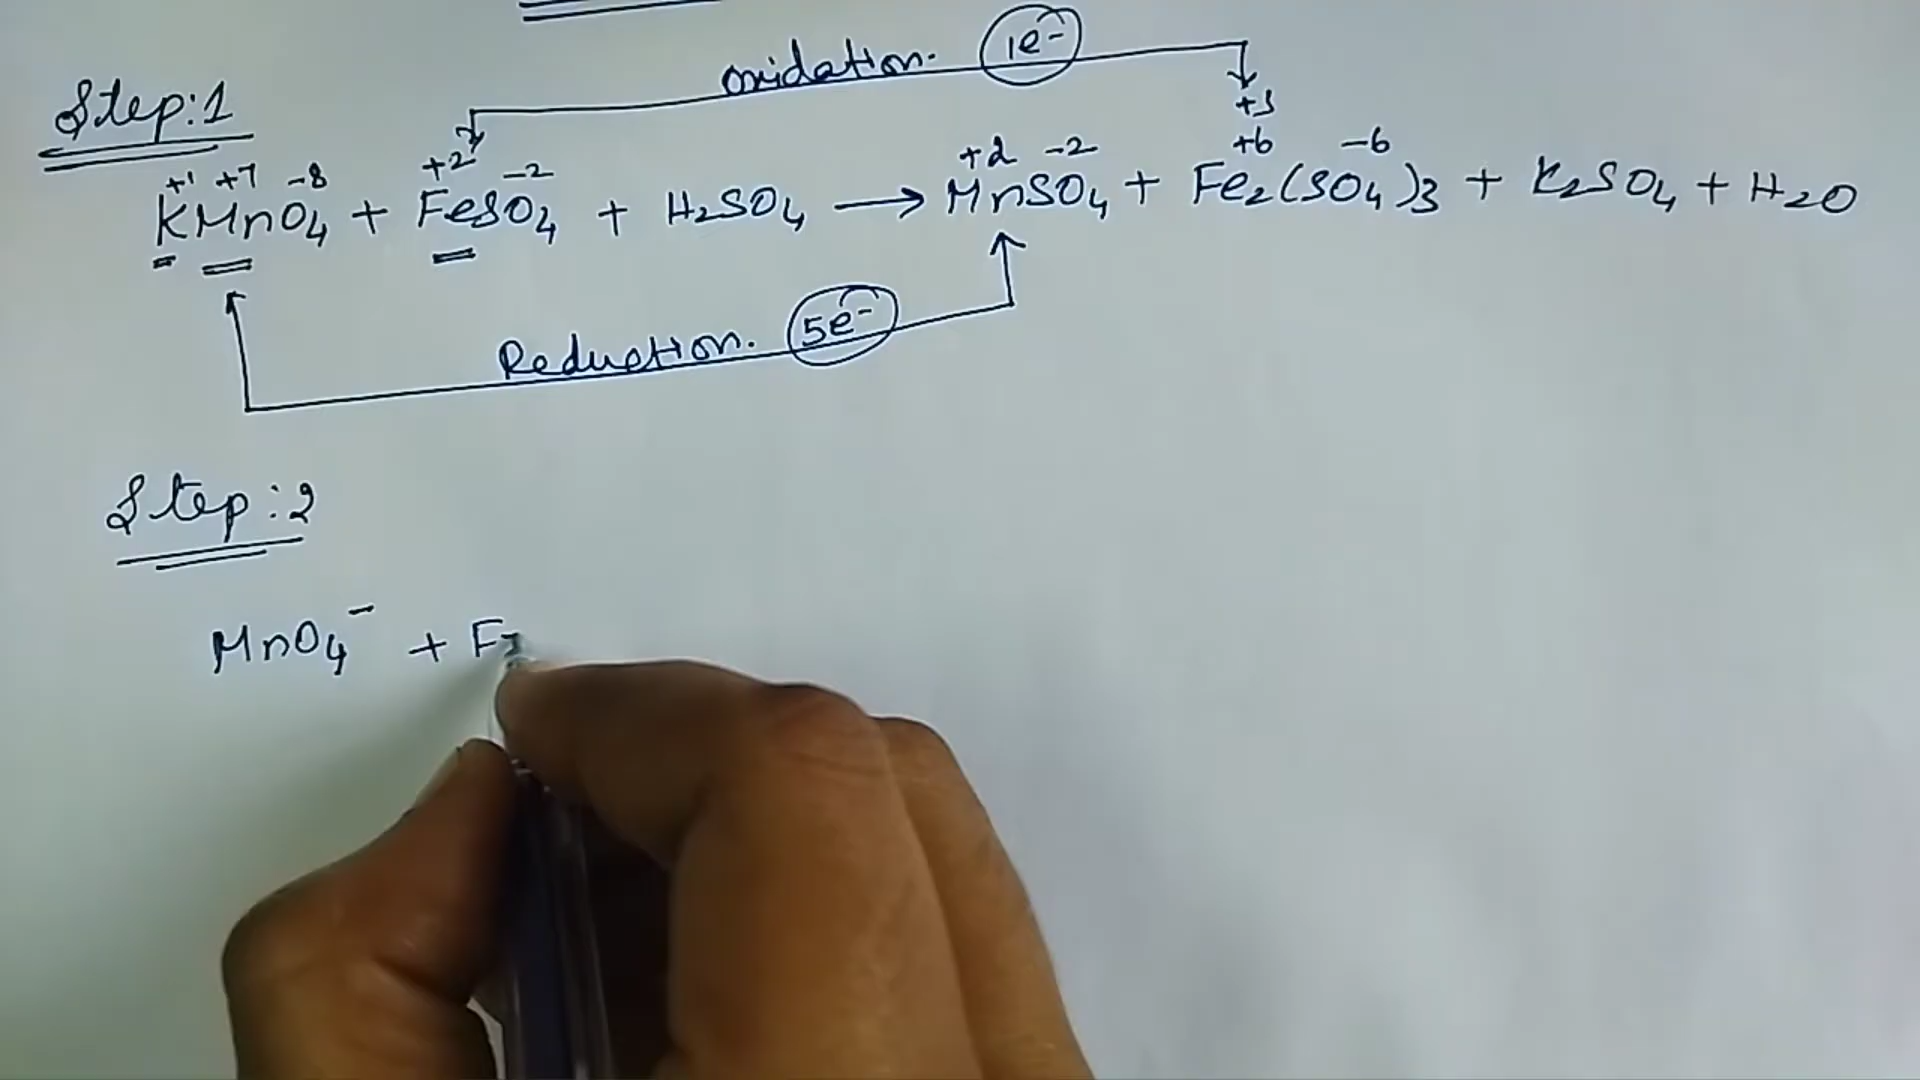 Step:1
oxidation. 1e-
+1 +7 -8 +2 -2 +2 -2 +3 +6 -6
KMnO4 + FeSO4 + H2SO4 → MnSO4 + Fe2(SO4)3 + K2SO4 + H2O
Reduction. 5e-
Step:2
MnO4- + F